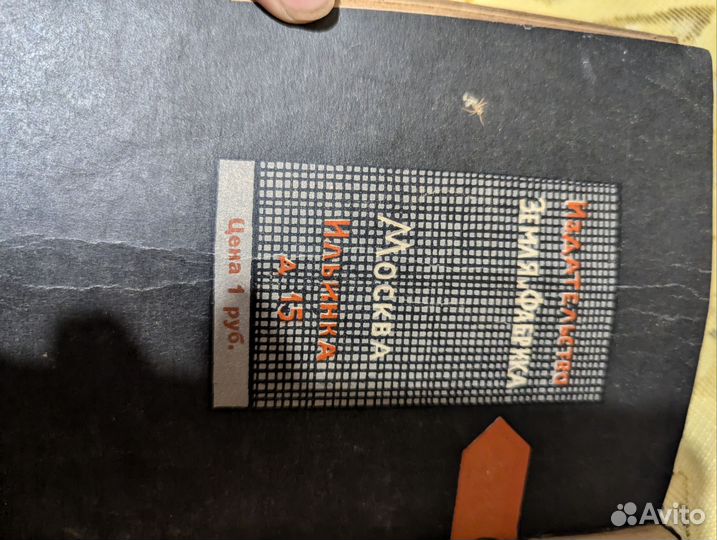 Издательство
Земля и Фабрика
Москва
Ильинка
д 15
Цена 1 руб.
Avito